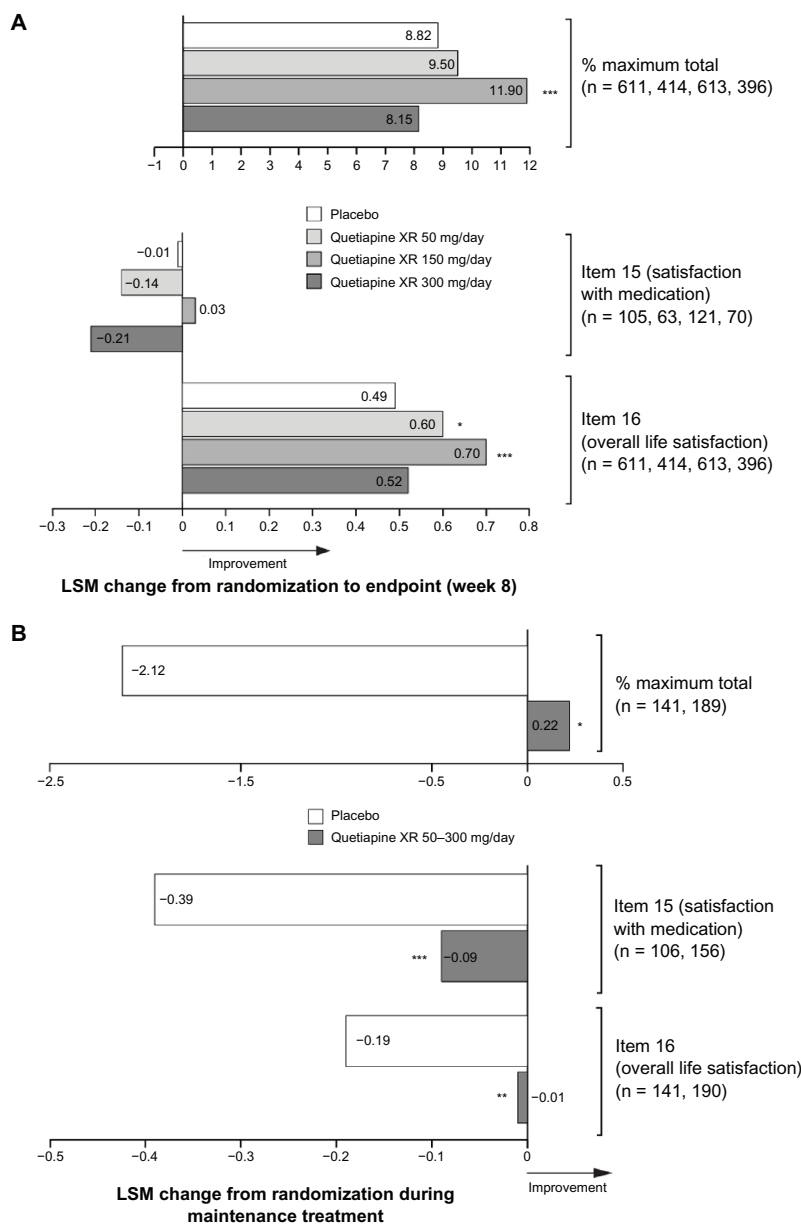 A
8.82
9.50
11.90
***
8.15
% maximum total
(n = 611, 414, 613, 396)
−1 0 1 2 3 4 5 6 7 8 9 10 11 12
Placebo
Quetiapine XR 50 mg/day
Quetiapine XR 150 mg/day
Quetiapine XR 300 mg/day
−0.01
−0.14
0.03
−0.21
Item 15 (satisfaction
with medication)
(n = 105, 63, 121, 70)
0.49
0.60
*
0.70
***
0.52
Item 16
(overall life satisfaction)
(n = 611, 414, 613, 396)
−0.3 −0.2 −0.1 0 0.1 0.2 0.3 0.4 0.5 0.6 0.7 0.8
Improvement
LSM change from randomization to endpoint (week 8)
B
−2.12
0.22
*
% maximum total
(n = 141, 189)
−2.5 −1.5 −0.5 0 0.5
Placebo
Quetiapine XR 50–300 mg/day
−0.39
***
−0.09
Item 15 (satisfaction
with medication)
(n = 106, 156)
−0.19
**
−0.01
Item 16
(overall life satisfaction)
(n = 141, 190)
−0.5 −0.4 −0.3 −0.2 −0.1 0
Improvement
LSM change from randomization during
maintenance treatment